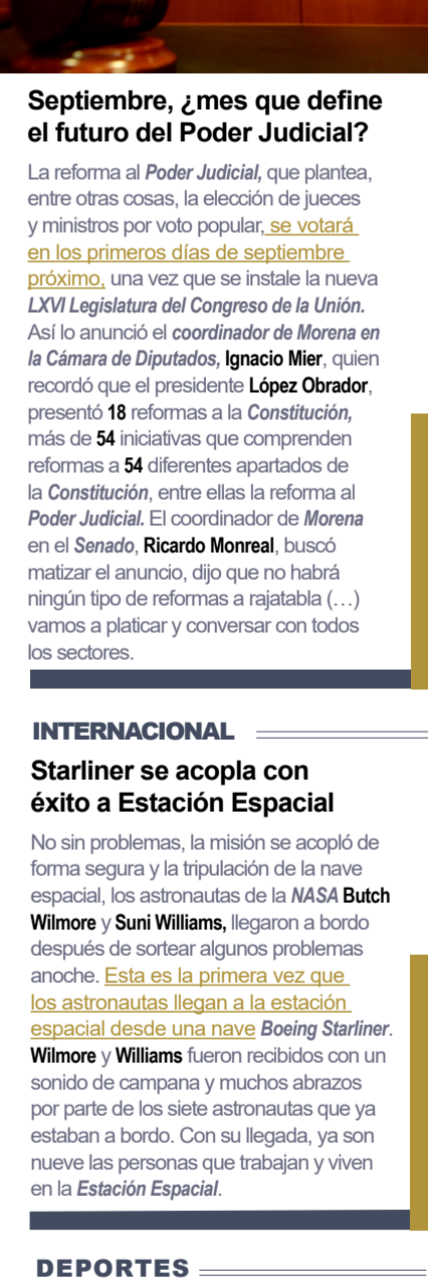 Septiembre, ¿mes que define
el futuro del Poder Judicial?
La reforma al Poder Judicial, que plantea,
entre otras cosas, la elección de jueces
y ministros por voto popular, se votará
en los primeros días de septiembre
próximo, una vez que se instale la nueva
LXVI Legislatura del Congreso de la Unión.
Así lo anunció el coordinador de Morena en
la Cámara de Diputados, Ignacio Mier, quien
recordó que el presidente López Obrador,
presentó 18 reformas a la Constitución,
más de 54 iniciativas que comprenden
reformas a 54 diferentes apartados de
la Constitución, entre ellas la reforma al
Poder Judicial. El coordinador de Morena
en el Senado, Ricardo Monreal, buscó
matizar el anuncio, dijo que no habrá
ningún tipo de reformas a rajatabla (…)
vamos a platicar y conversar con todos
los sectores.
INTERNACIONAL
Starliner se acopla con
éxito a Estación Espacial
No sin problemas, la misión se acopló de
forma segura y la tripulación de la nave
espacial, los astronautas de la NASA Butch
Wilmore y Suni Williams, llegaron a bordo
después de sortear algunos problemas
anoche. Esta es la primera vez que
los astronautas llegan a la estación
espacial desde una nave Boeing Starliner.
Wilmore y Williams fueron recibidos con un
sonido de campana y muchos abrazos
por parte de los siete astronautas que ya
estaban a bordo. Con su llegada, ya son
nueve las personas que trabajan y viven
en la Estación Espacial.
DEPORTES